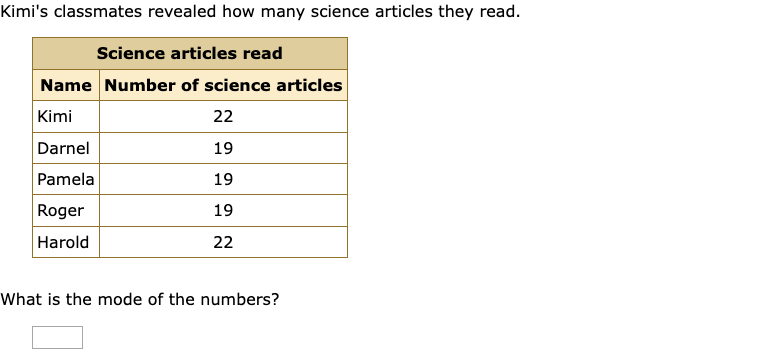 Kimi's classmates revealed how many science articles they read.
Science articles read
Name Number of science articles
Kimi 22
Darnel 19
Pamela 19
Roger 19
Harold 22
What is the mode of the numbers?